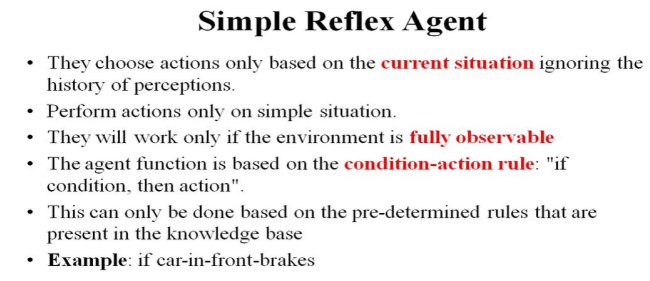 Simple Reflex Agent
• They choose actions only based on the current situation ignoring the
history of perceptions.
• Perform actions only on simple situation.
• They will work only if the environment is fully observable
• The agent function is based on the condition-action rule: "if
condition, then action".
• This can only be done based on the pre-determined rules that are
present in the knowledge base
• Example: if car-in-front-brakes